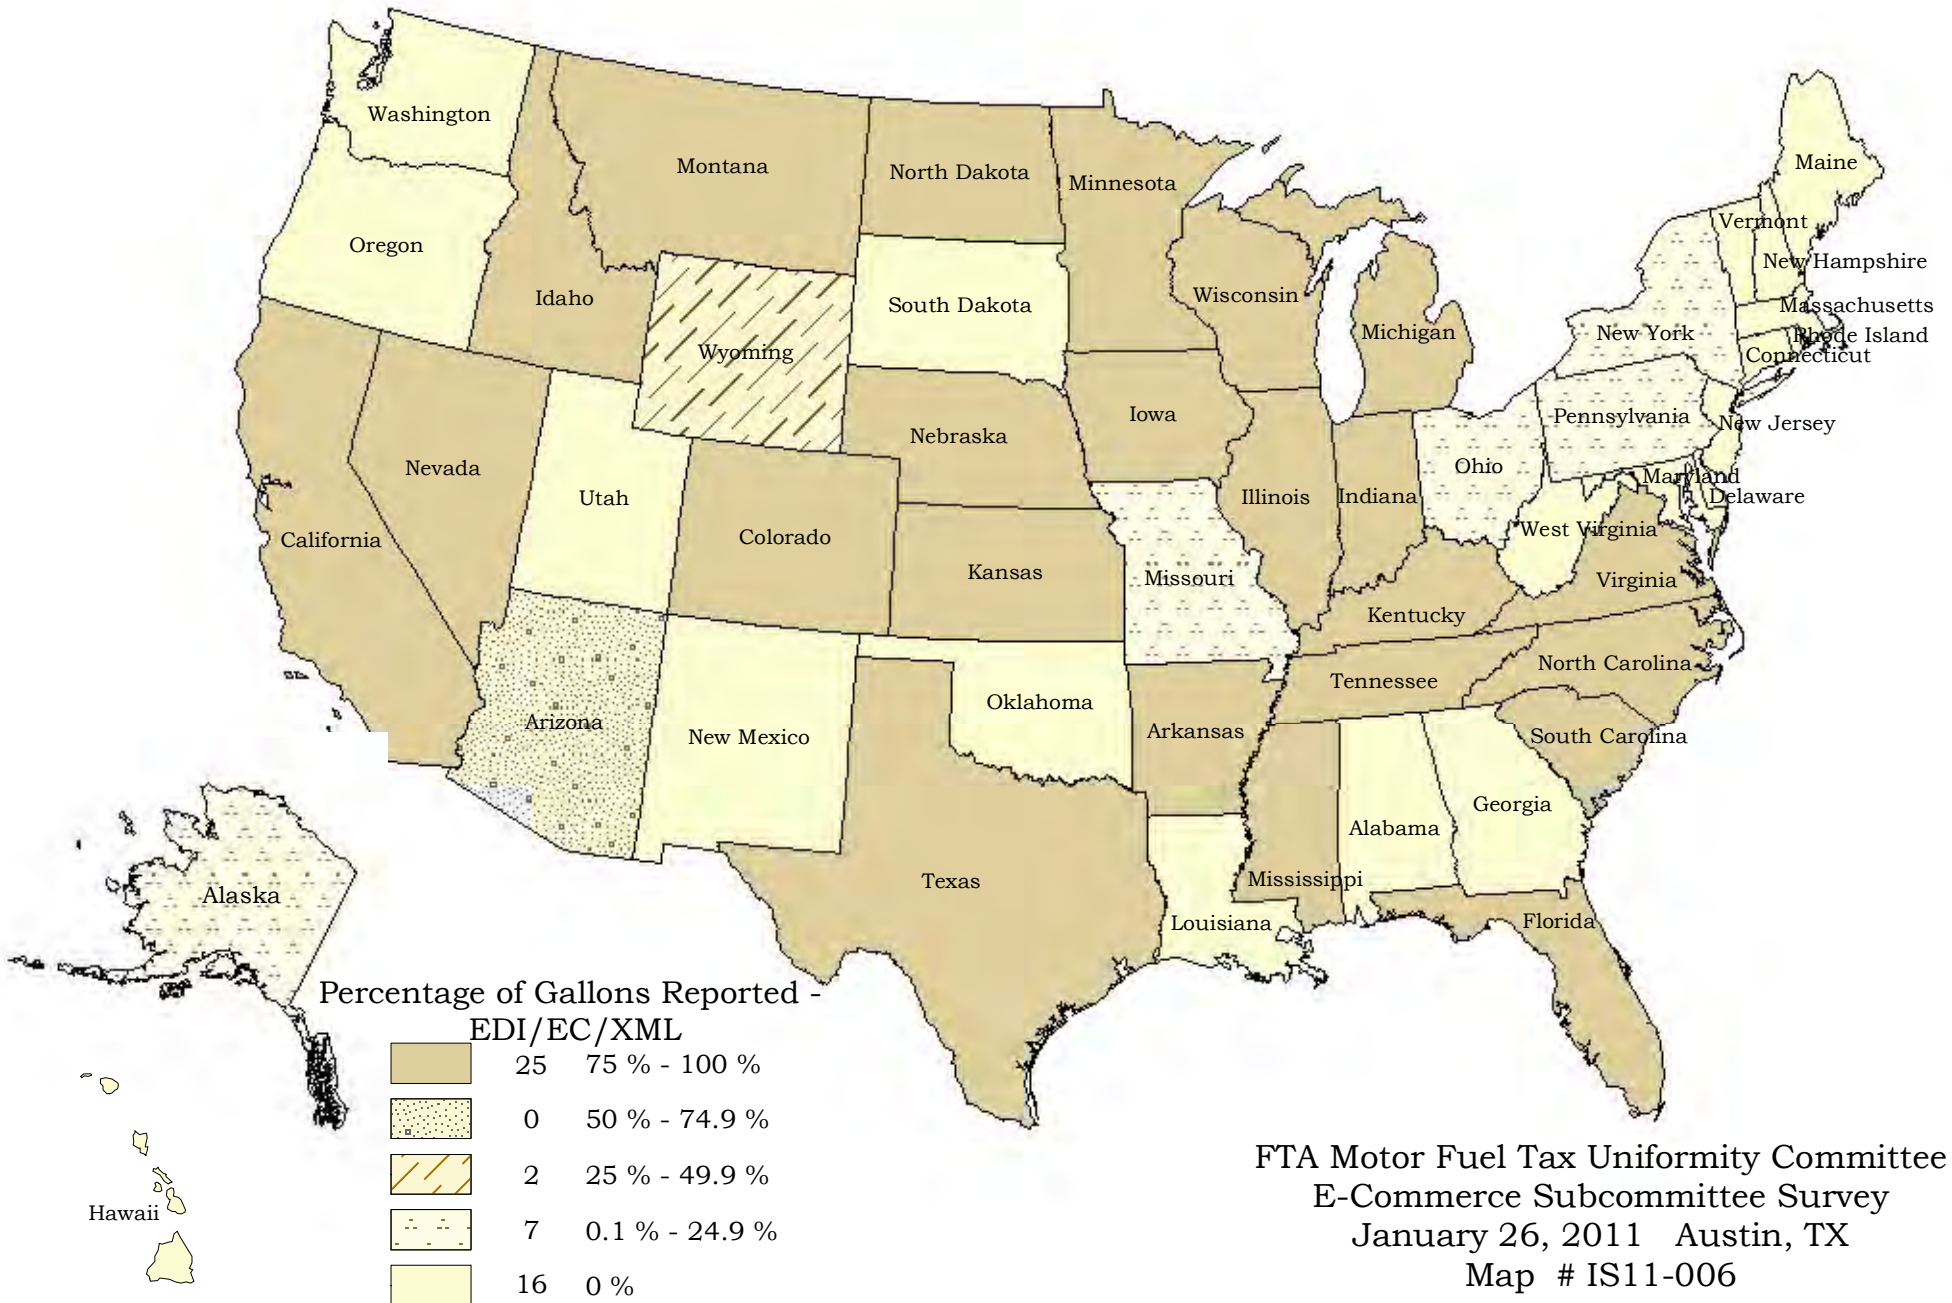 Washington
Montana
North Dakota
Minnesota
Maine
Vermont
Oregon
New Hampshire
Idaho
South Dakota
Wisconsin
Massachusetts
Michigan
New York
Rhode Island
Wyoming
Connecticut
Iowa
Pennsylvania
New Jersey
Nebraska
Nevada
Ohio
Maryland
Utah
Illinois
Indiana
Delaware
California
Colorado
West Virginia
Kansas
Missouri
Virginia
Kentucky
North Carolina
Tennessee
Oklahoma
Arizona
New Mexico
Arkansas
South Carolina
Georgia
Alabama
Texas
Mississippi
Alaska
Louisiana
Florida
Percentage of Gallons Reported -
EDI/EC/XML
25 75 % - 100 %
0 50 % - 74.9 %
2 25 % - 49.9 %
7 0.1 % - 24.9 %
16 0 %
Hawaii
FTA Motor Fuel Tax Uniformity Committee
E-Commerce Subcommittee Survey
January 26, 2011 Austin, TX
Map # IS11-006